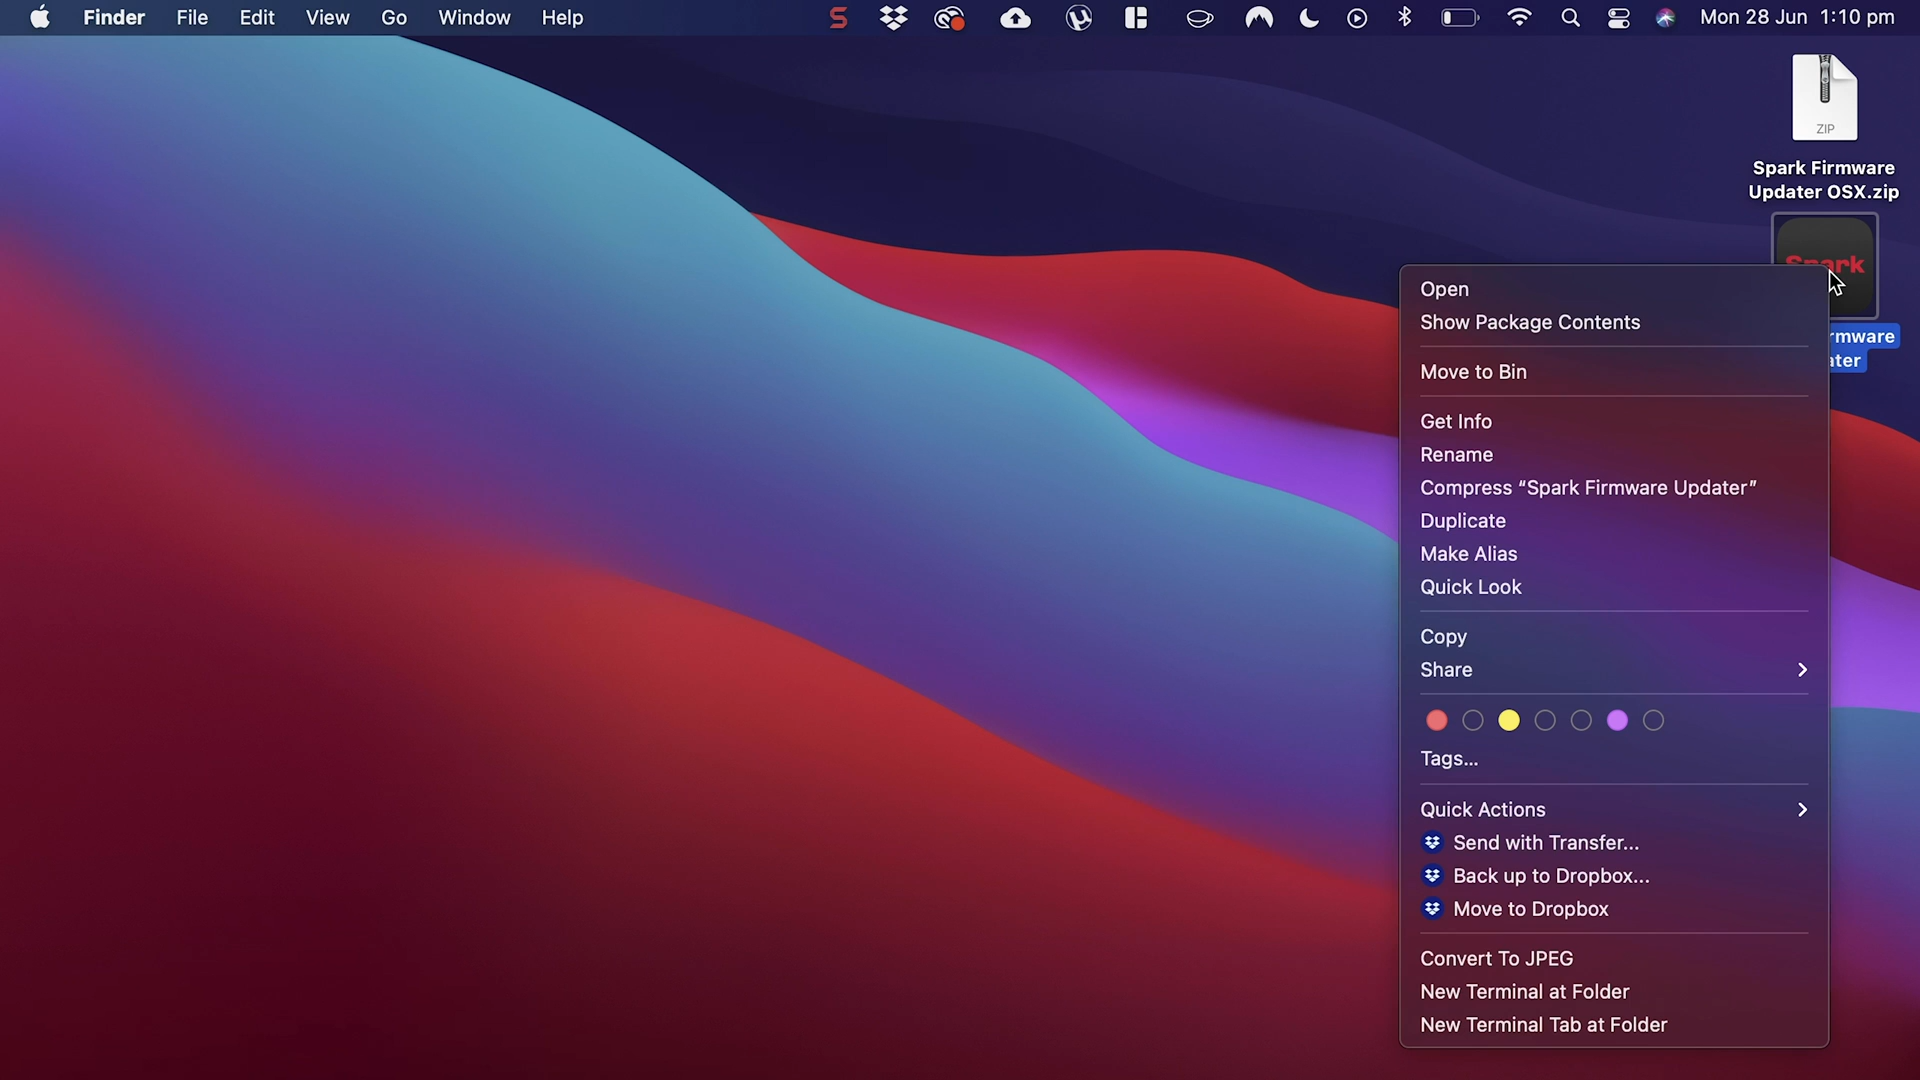 Finder File Edit View Go Window Help Mon 28 Jun 1:10 pm
ZIP
Spark Firmware
Updater OSX.zip
Spark
rmware
ater
Open
Show Package Contents
Move to Bin
Get Info
Rename
Compress “Spark Firmware Updater”
Duplicate
Make Alias
Quick Look
Copy
Share
Tags...
Quick Actions
Send with Transfer...
Back up to Dropbox...
Move to Dropbox
Convert To JPEG
New Terminal at Folder
New Terminal Tab at Folder